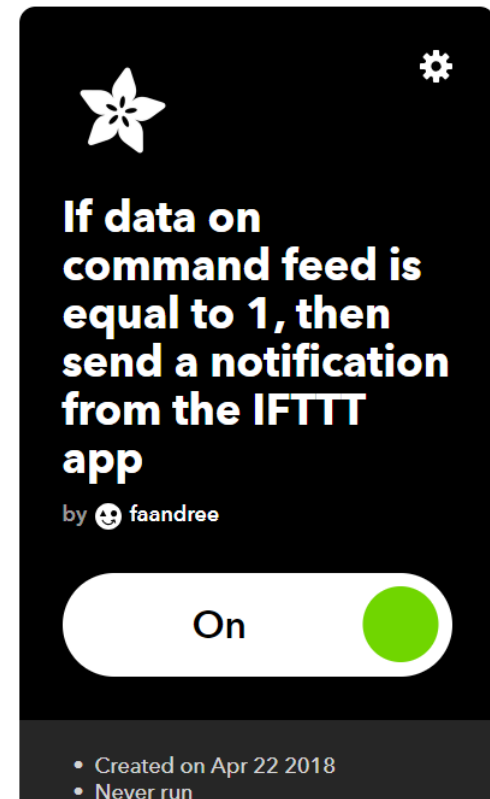 If data on
command feed is
equal to 1, then
send a notification
from the IFTTT
app
by faandree
On
• Created on Apr 22 2018
• Never run